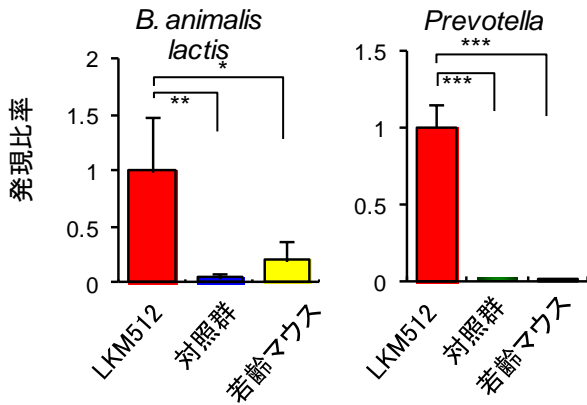 B. animalis
lactis
発現比率
2
1.5
1
0.5
0
*
**
LKM512
対照群
若齢マウス
Prevotella
1.5
1
0.5
0
***
***
LKM512
対照群
若齢マウス